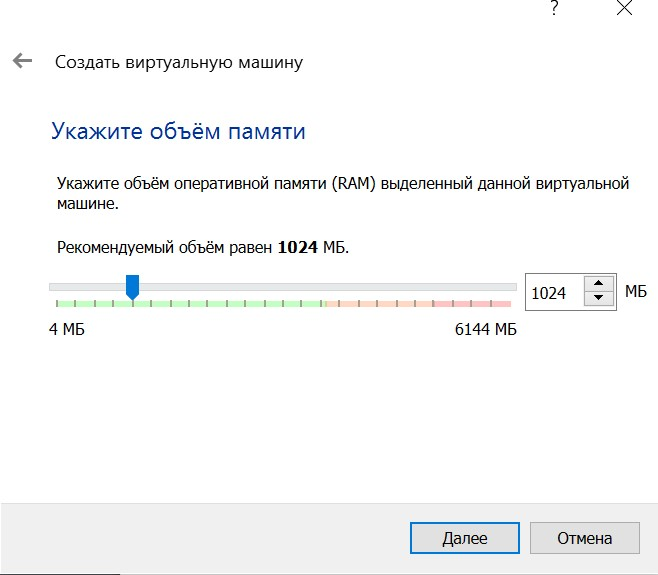 ?
Создать виртуальную машину
Укажите объём памяти
Укажите объём оперативной памяти (RAM) выделенный данной виртуальной
машине.
Рекомендуемый объём равен 1024 МБ.
1024 МБ
4 МБ 6144 МБ
Далее Отмена